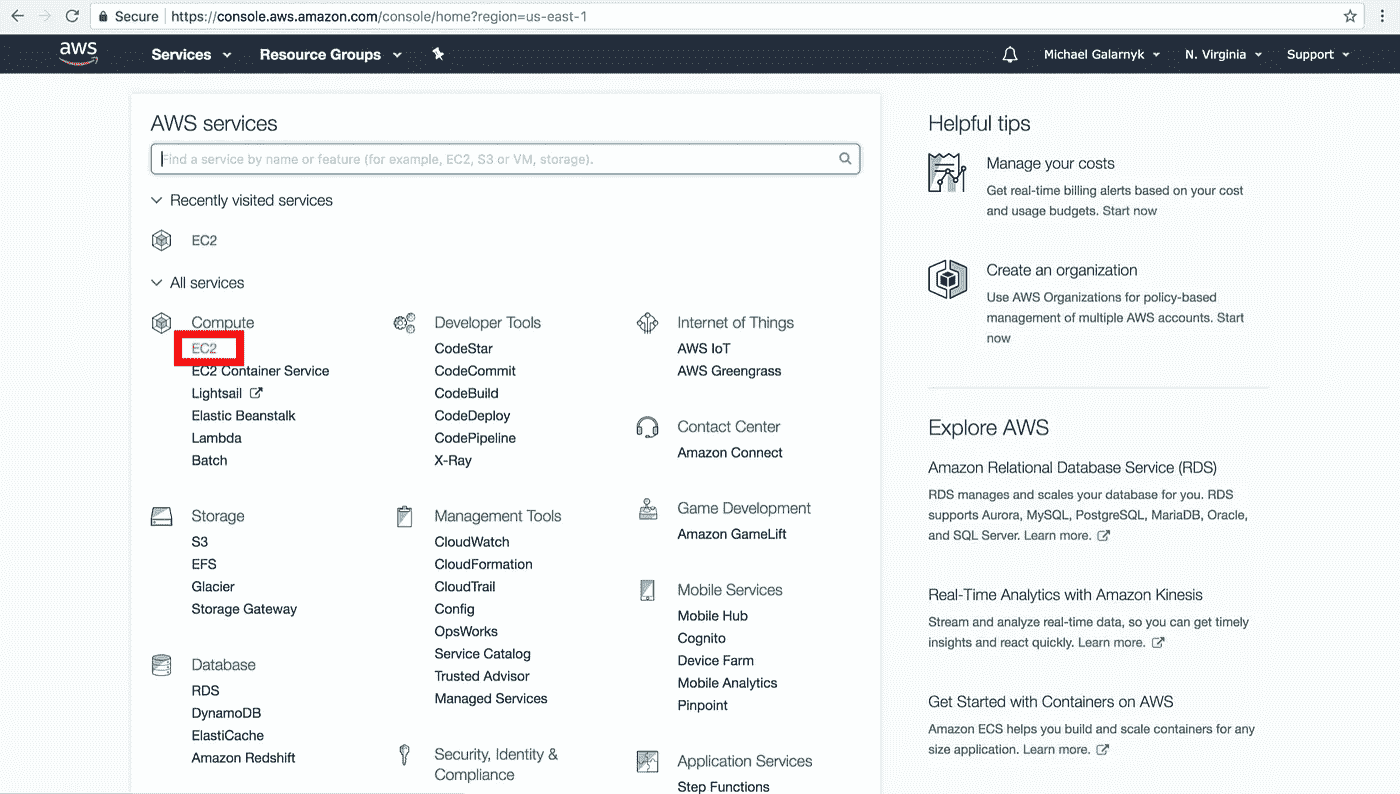 Secure https://console.aws.amazon.com/console/home?region=us-east-1
aws Services Resource Groups Michael Galarnyk N. Virginia Support
AWS services
Find a service by name or feature (for example, EC2, S3 or VM, storage).
Recently visited services
EC2
All services
Compute
EC2
EC2 Container Service
Lightsail
Elastic Beanstalk
Lambda
Batch
Storage
S3
EFS
Glacier
Storage Gateway
Database
RDS
DynamoDB
ElastiCache
Amazon Redshift
Developer Tools
CodeStar
CodeCommit
CodeBuild
CodeDeploy
CodePipeline
X-Ray
Management Tools
CloudWatch
CloudFormation
CloudTrail
Config
OpsWorks
Service Catalog
Trusted Advisor
Managed Services
Security, Identity &
Compliance
Internet of Things
AWS IoT
AWS Greengrass
Contact Center
Amazon Connect
Game Development
Amazon GameLift
Mobile Services
Mobile Hub
Cognito
Device Farm
Mobile Analytics
Pinpoint
Application Services
Step Functions
Helpful tips
Manage your costs
Get real-time billing alerts based on your cost
and usage budgets. Start now
Create an organization
Use AWS Organizations for policy-based
management of multiple AWS accounts. Start
now
Explore AWS
Amazon Relational Database Service (RDS)
RDS manages and scales your database for you. RDS
supports Aurora, MySQL, PostgreSQL, MariaDB, Oracle,
and SQL Server. Learn more.
Real-Time Analytics with Amazon Kinesis
Stream and analyze real-time data, so you can get timely
insights and react quickly. Learn more.
Get Started with Containers on AWS
Amazon ECS helps you build and scale containers for any
size application. Learn more.